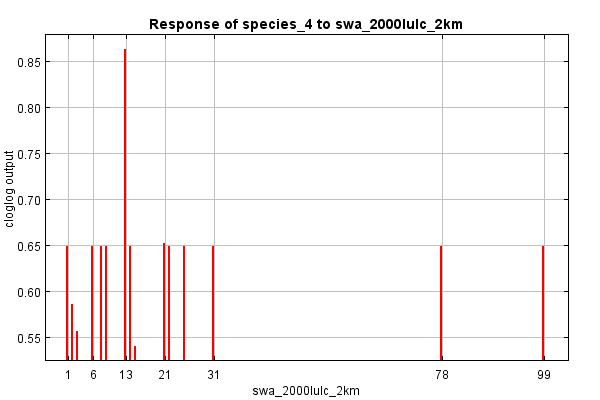 Response of species_4 to swa_2000lulc_2km
0.85
0.80
0.75
0.70
0.65
0.60
0.55
cloglog output
1 6 13 21 31 78 99
swa_2000lulc_2km